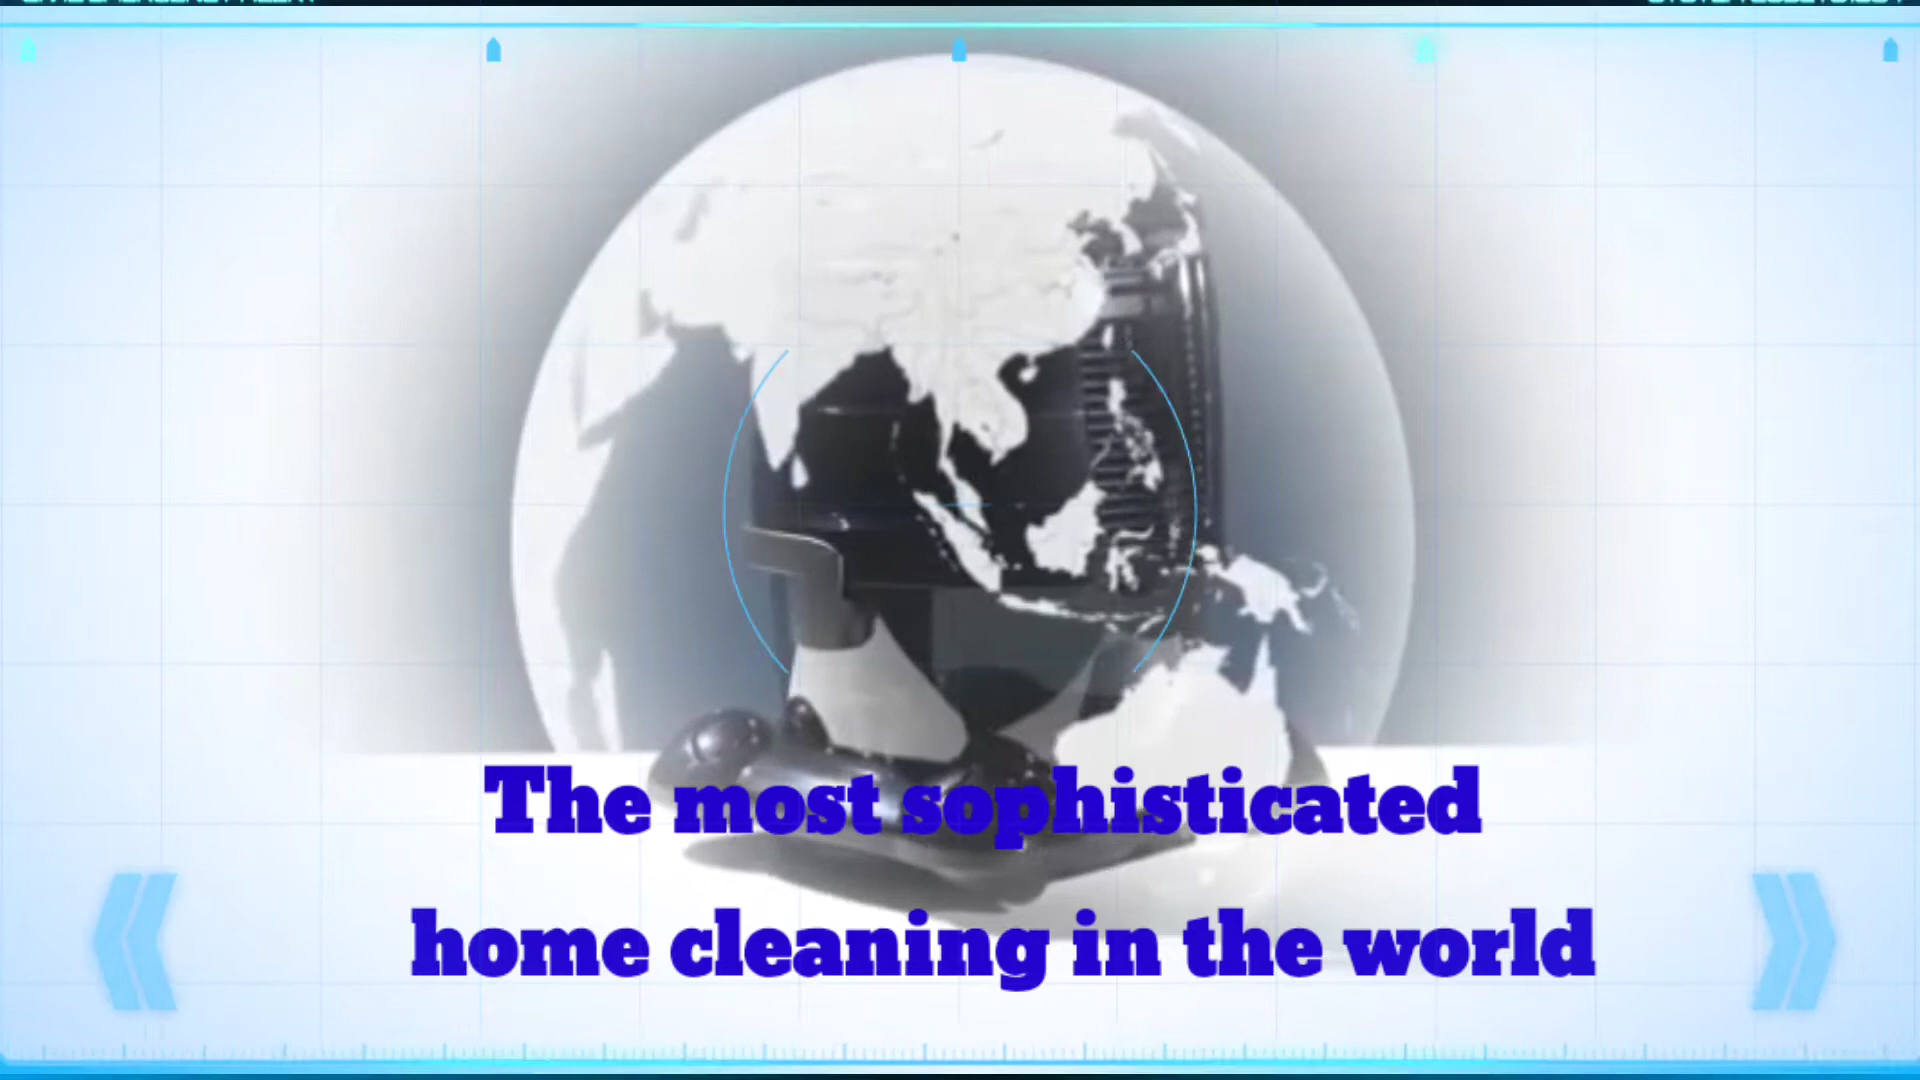 The most sophisticated
home cleaning in the world